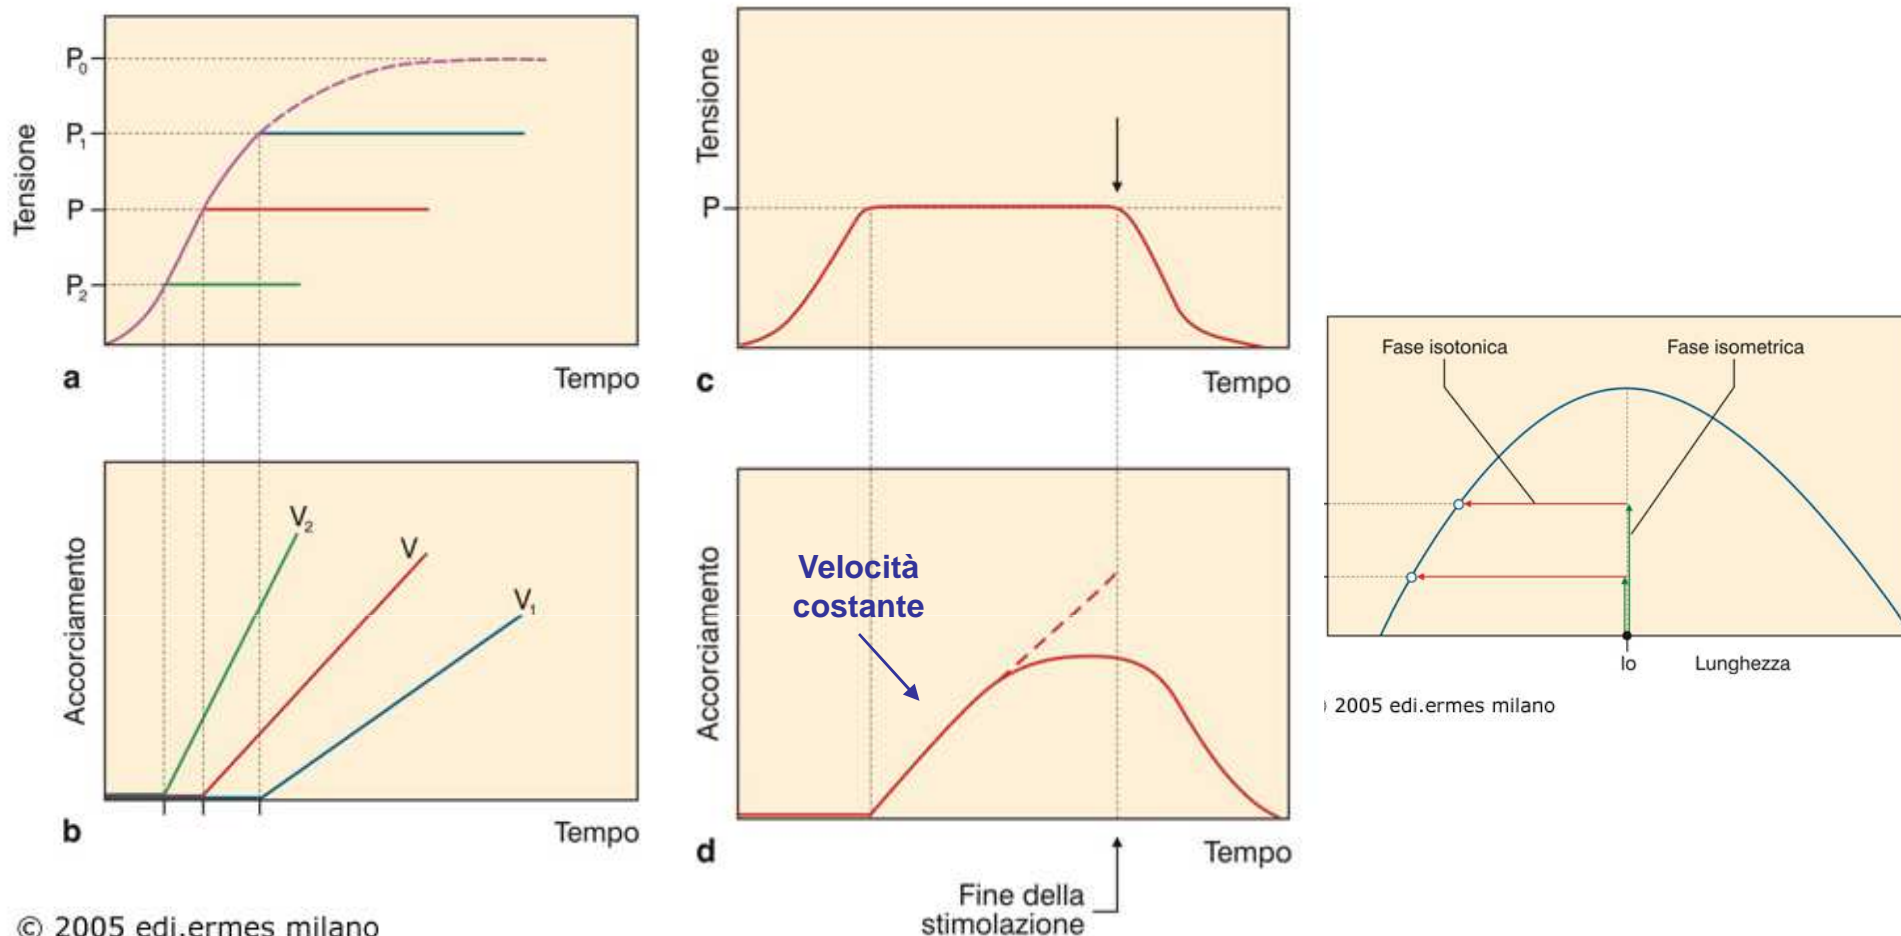 P₀
P₁
P
P₂
Tensione
a
Tempo
V₂
V
V₁
Accorciamento
b
Tempo
© 2005 edi.ermes milano
Tensione
P
c
Tempo
Velocità
costante
Accorciamento
d
Tempo
Fine della
stimolazione
Fase isotonica
Fase isometrica
lo
Lunghezza
2005 edi.ermes milano